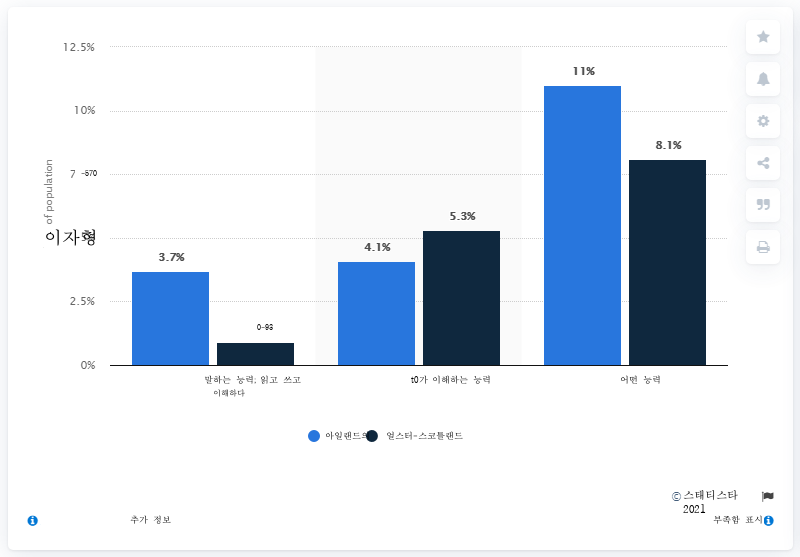 12.5%
10%
7 -570
of population
이자형
2.5%
0%
3.7%
0-93
4.1%
5.3%
11%
8.1%
말하는 능력; 읽고 쓰고
이해하다
t0가 이해하는 능력
어떤 능력
아일랜드의
얼스터-스코틀랜드
© 스태티스타
2021
추가 정보
부족함 표시